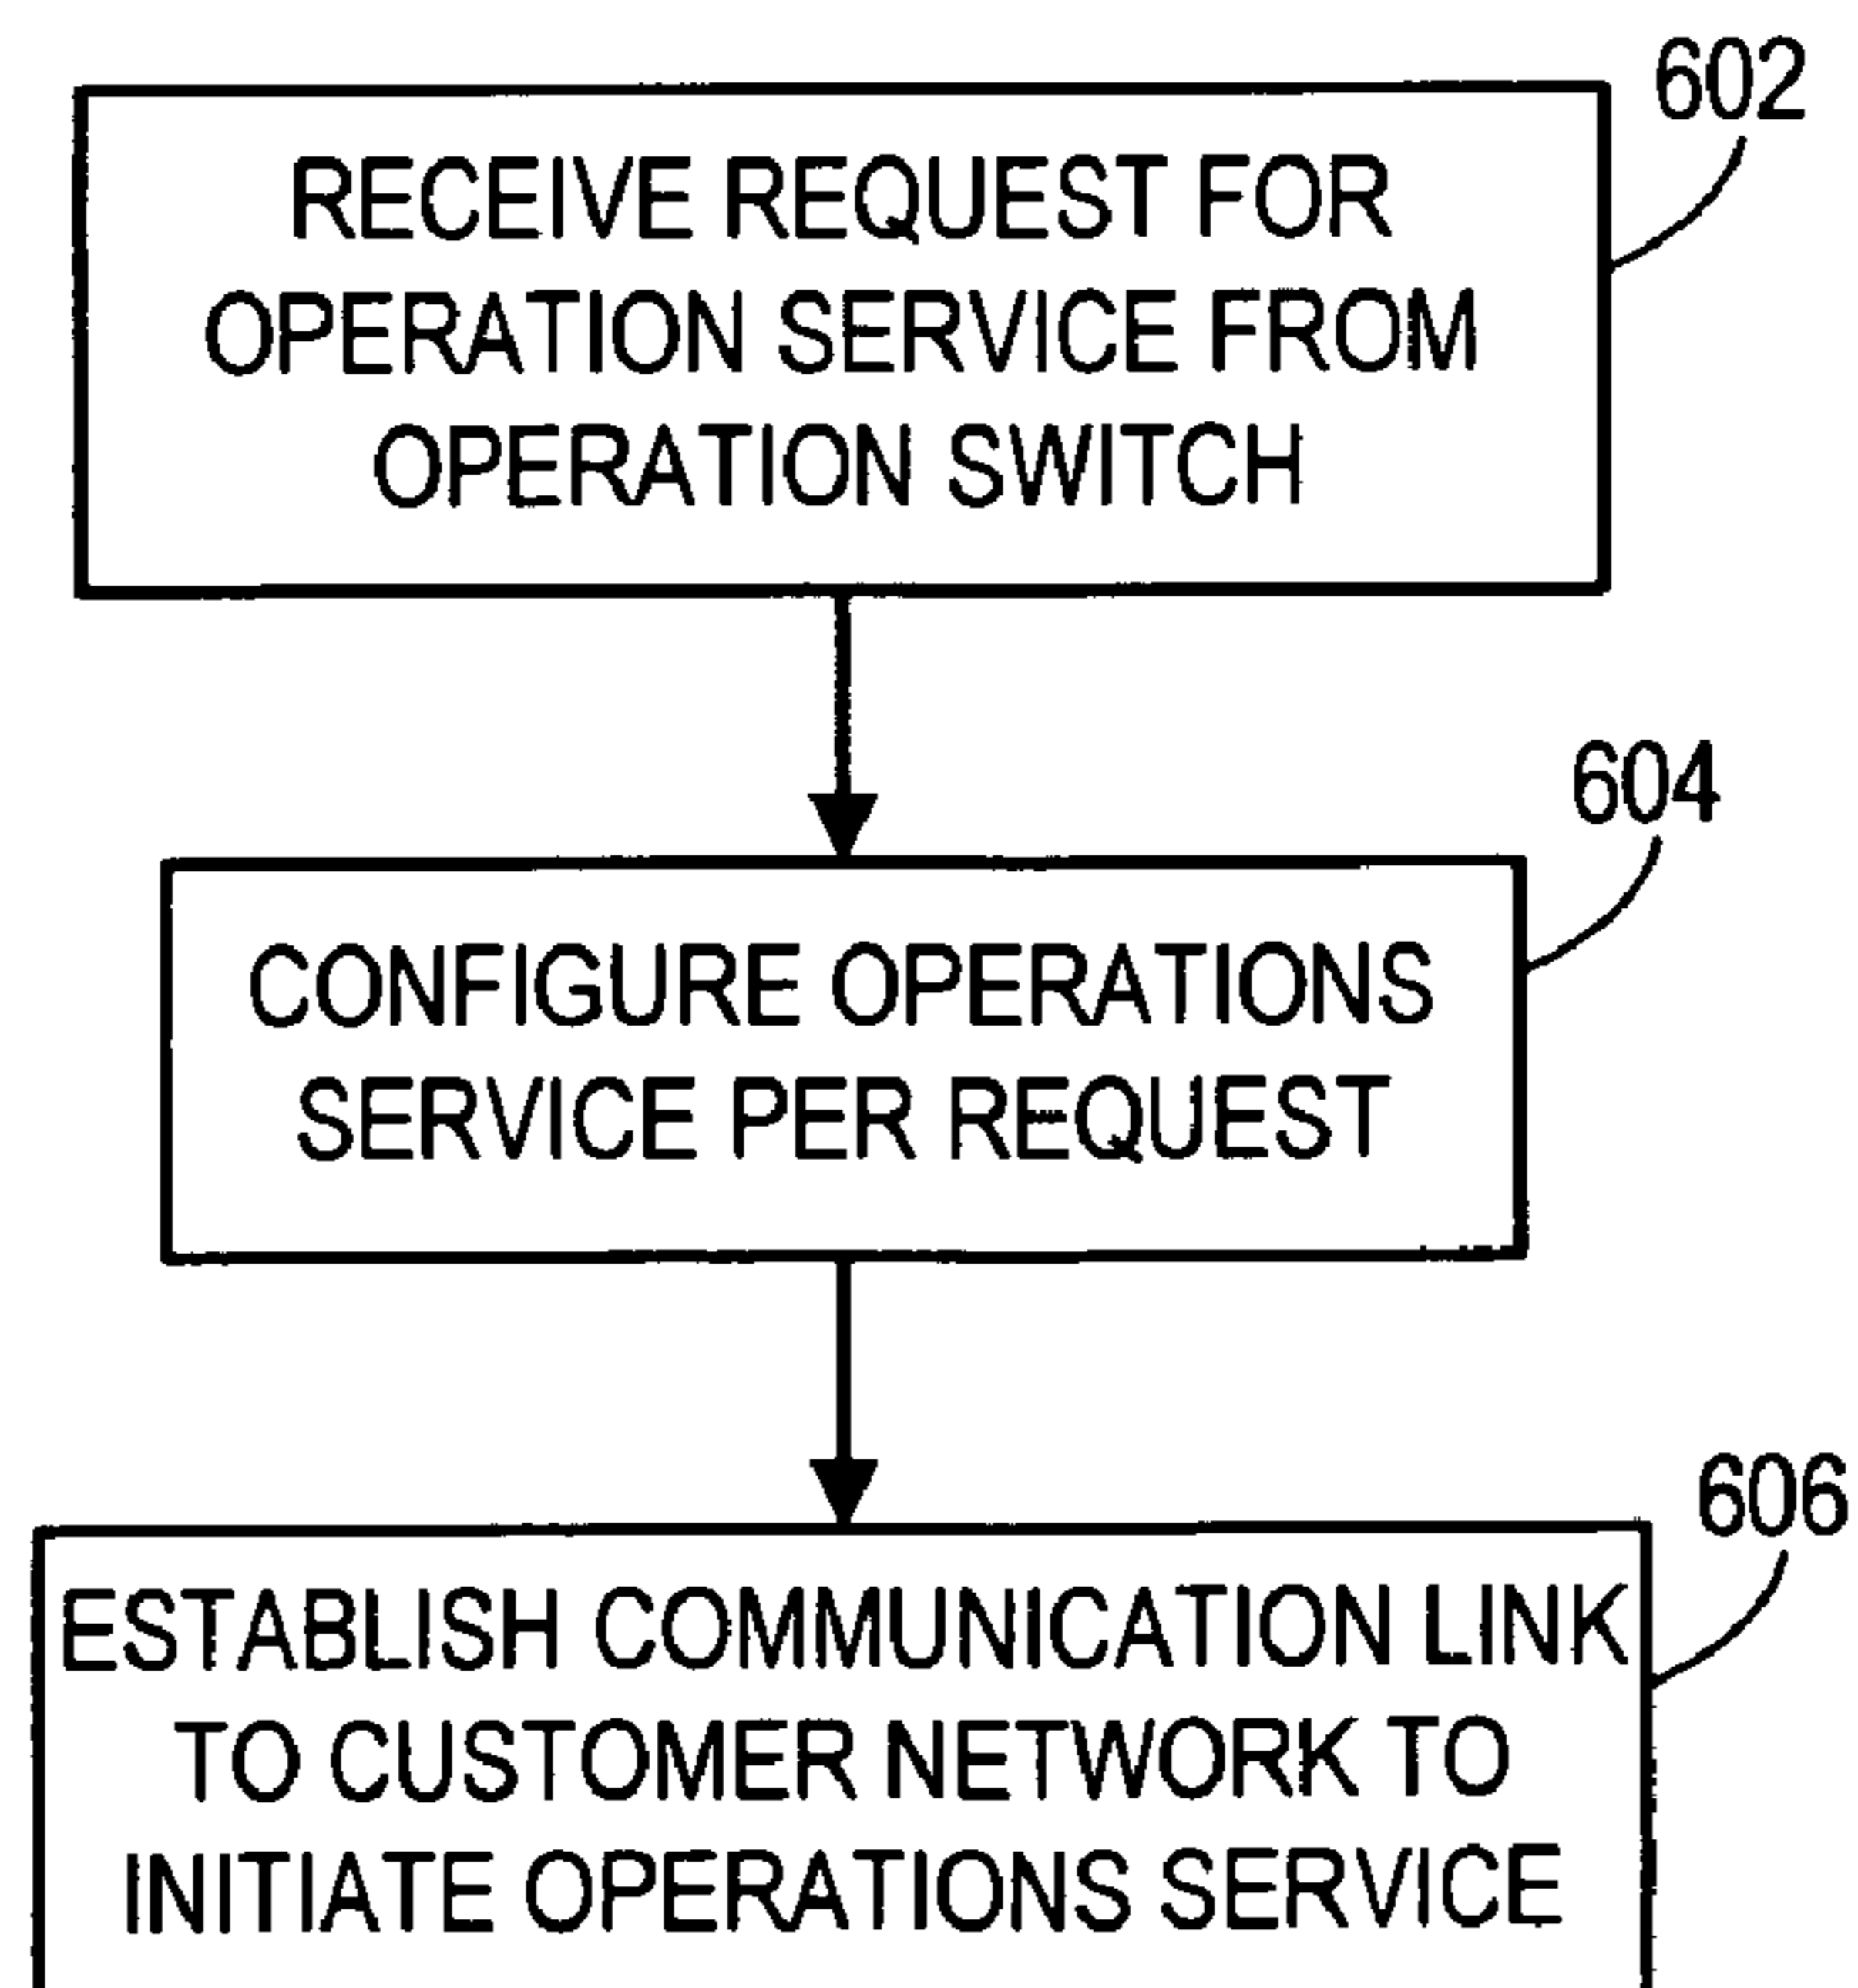 602
RECEIVE REQUEST FOR
OPERATION SERVICE FROM
OPERATION SWITCH
604
CONFIGURE OPERATIONS
SERVICE PER REQUEST
606
ESTABLISH COMMUNICATION LINK
TO CUSTOMER NETWORK TO
INITIATE OPERATIONS SERVICE